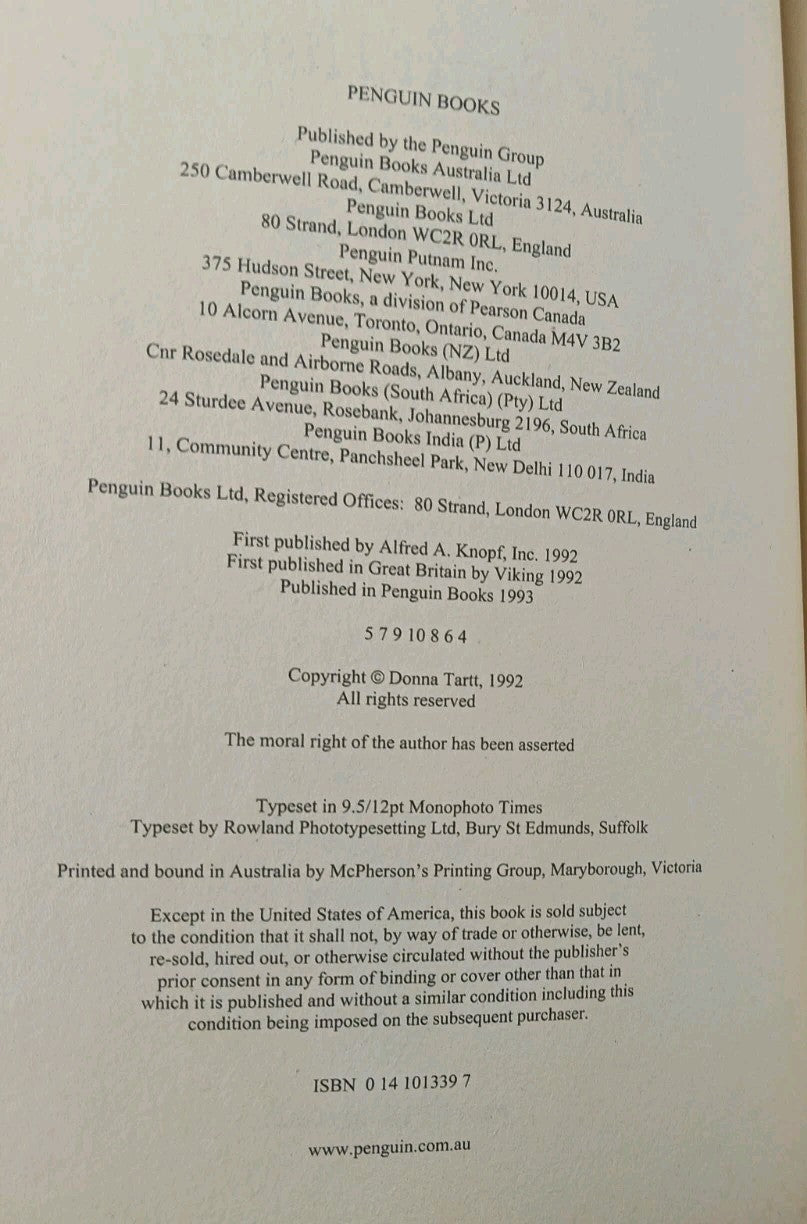 PENGUIN BOOKS
Published by the Penguin Group
Penguin Books Australia Ltd
250 Camberwell Road, Camberwell, Victoria 3124, Australia
Penguin Books Ltd
80 Strand, London WC2R 0RL, England
Penguin Putnam Inc.
375 Hudson Street, New York, New York 10014, USA
Penguin Books, a division of Pearson Canada
10 Alcorn Avenue, Toronto, Ontario, Canada M4V 3B2
Penguin Books (NZ) Ltd
Cnr Rosedale and Airborne Roads, Albany, Auckland, New Zealand
Penguin Books (South Africa) (Pty) Ltd
24 Sturdee Avenue, Rosebank, Johannesburg 2196, South Africa
Penguin Books India (P) Ltd
11, Community Centre, Panchsheel Park, New Delhi 110 017, India
Penguin Books Ltd, Registered Offices: 80 Strand, London WC2R 0RL, England
First published by Alfred A. Knopf, Inc. 1992
First published in Great Britain by Viking 1992
Published in Penguin Books 1993
5 7 9 10 8 6 4
Copyright © Donna Tartt, 1992
All rights reserved
The moral right of the author has been asserted
Typeset in 9.5/12pt Monophoto Times
Typeset by Rowland Phototypesetting Ltd, Bury St Edmunds, Suffolk
Printed and bound in Australia by McPherson's Printing Group, Maryborough, Victoria
Except in the United States of America, this book is sold subject
to the condition that it shall not, by way of trade or otherwise, be lent,
re-sold, hired out, or otherwise circulated without the publisher's
prior consent in any form of binding or cover other than that in
which it is published and without a similar condition including this
condition being imposed on the subsequent purchaser.
ISBN 0 14 101339 7
www.penguin.com.au